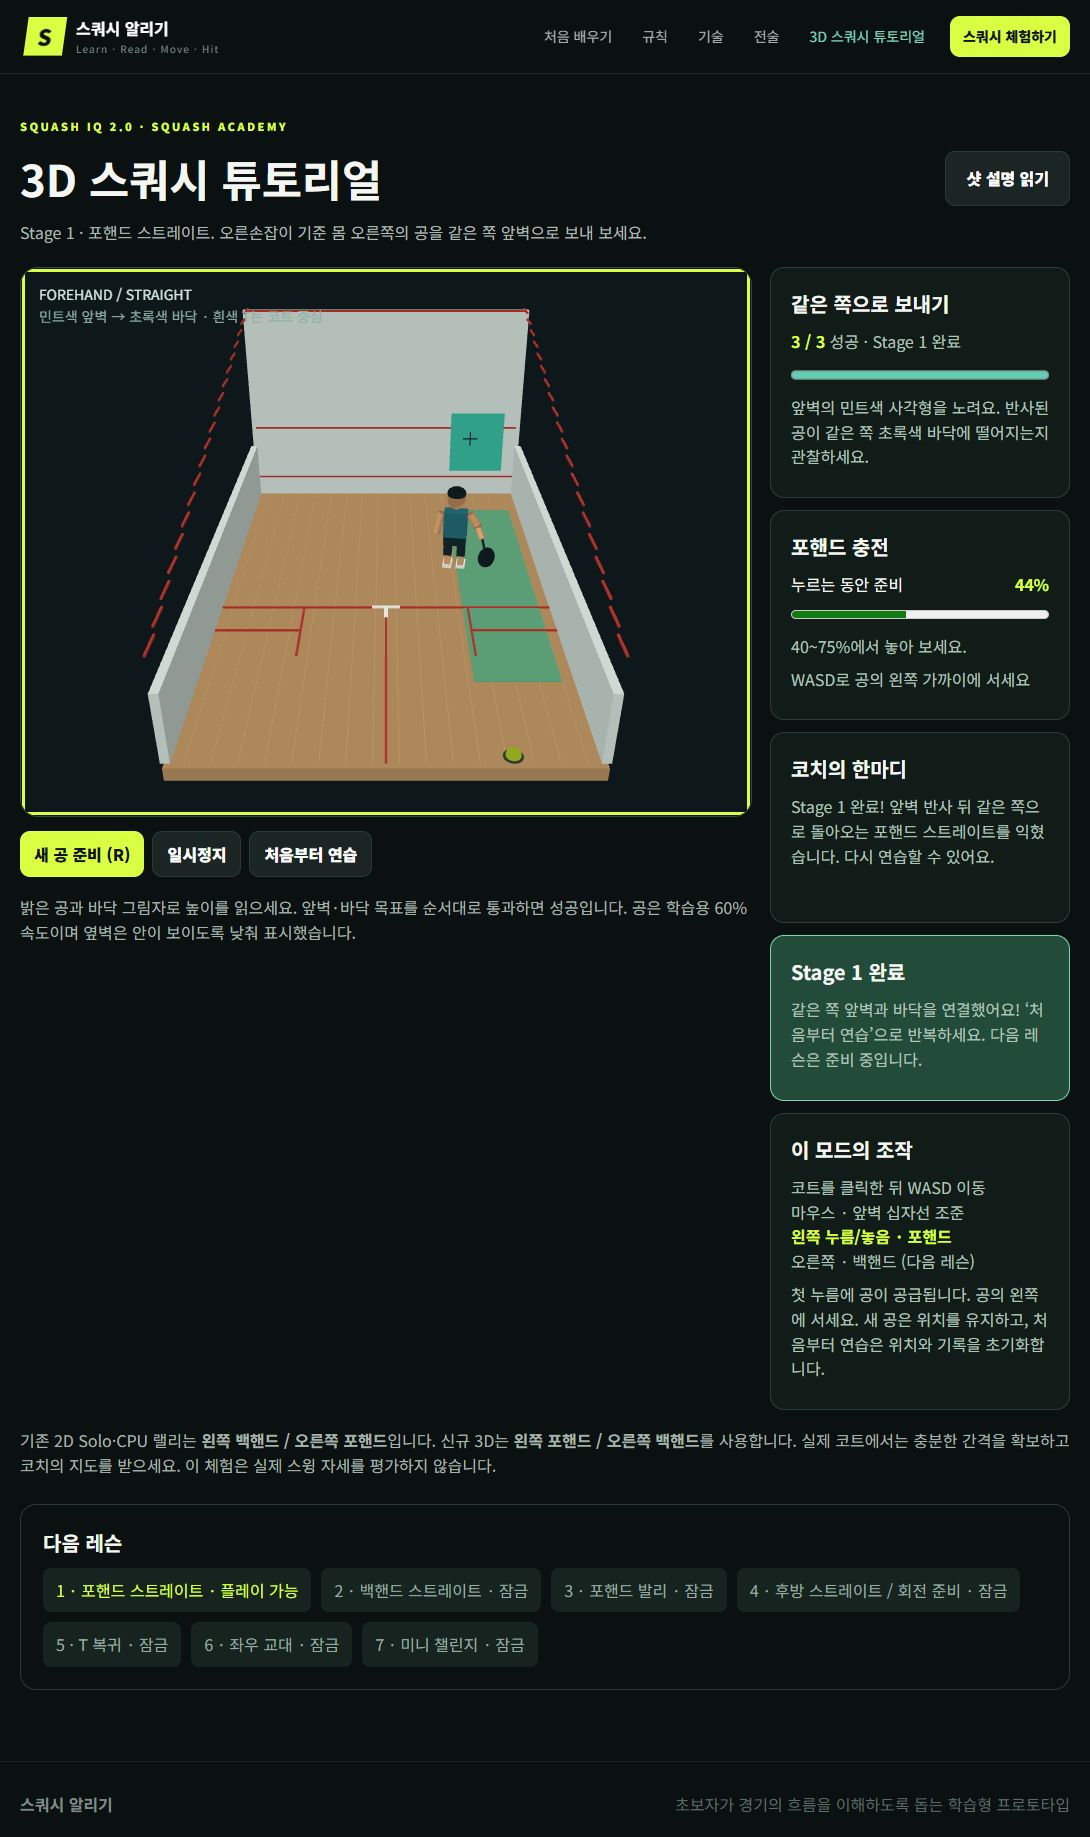 S
스쿼시 알리기
Learn · Read · Move · Hit
처음 배우기
규칙
기술
전술
3D 스쿼시 튜토리얼
스쿼시 체험하기
SQUASH IQ 2.0 · SQUASH ACADEMY
3D 스쿼시 튜토리얼
샷 설명 읽기
Stage 1 · 포핸드 스트레이트. 오른손잡이 기준 몸 오른쪽의 공을 같은 쪽 앞벽으로 보내 보세요.
FOREHAND / STRAIGHT
민트색 앞벽 → 초록색 바닥 · 흰색 는 코트 중심
새 공 준비 (R)
일시정지
처음부터 연습
밝은 공과 바닥 그림자로 높이를 읽으세요. 앞벽·바닥 목표를 순서대로 통과하면 성공입니다. 공은 학습용 60%
속도이며 옆벽은 안이 보이도록 낮춰 표시했습니다.
같은 쪽으로 보내기
3 / 3 성공 · Stage 1 완료
앞벽의 민트색 사각형을 노려요. 반사된
공이 같은 쪽 초록색 바닥에 떨어지는지
관찰하세요.
포핸드 충전
누르는 동안 준비
44%
40~75%에서 놓아 보세요.
WASD로 공의 왼쪽 가까이에 서세요
코치의 한마디
Stage 1 완료! 앞벽 반사 뒤 같은 쪽으
로 돌아오는 포핸드 스트레이트를 익혔
습니다. 다시 연습할 수 있어요.
Stage 1 완료
같은 쪽 앞벽과 바닥을 연결했어요! ‘처
음부터 연습’으로 반복하세요. 다음 레
슨은 준비 중입니다.
이 모드의 조작
코트를 클릭한 뒤 WASD 이동
마우스 · 앞벽 십자선 조준
왼쪽 누름/놓음 · 포핸드
오른쪽 · 백핸드 (다음 레슨)
첫 누름에 공이 공급됩니다. 공의 왼쪽
에 서세요. 새 공은 위치를 유지하고, 처
음부터 연습은 위치와 기록을 초기화합
니다.
기존 2D Solo·CPU 랠리는 왼쪽 백핸드 / 오른쪽 포핸드입니다. 신규 3D는 왼쪽 포핸드 / 오른쪽 백핸드를 사용합니다. 실제 코트에서는 충분한 간격을 확보하고
코치의 지도를 받으세요. 이 체험은 실제 스윙 자세를 평가하지 않습니다.
다음 레슨
1 · 포핸드 스트레이트 · 플레이 가능
2 · 백핸드 스트레이트 · 잠금
3 · 포핸드 발리 · 잠금
4 · 후방 스트레이트 / 회전 준비 · 잠금
5 · T 복귀 · 잠금
6 · 좌우 교대 · 잠금
7 · 미니 챌린지 · 잠금
스쿼시 알리기
초보자가 경기의 흐름을 이해하도록 돕는 학습형 프로토타입